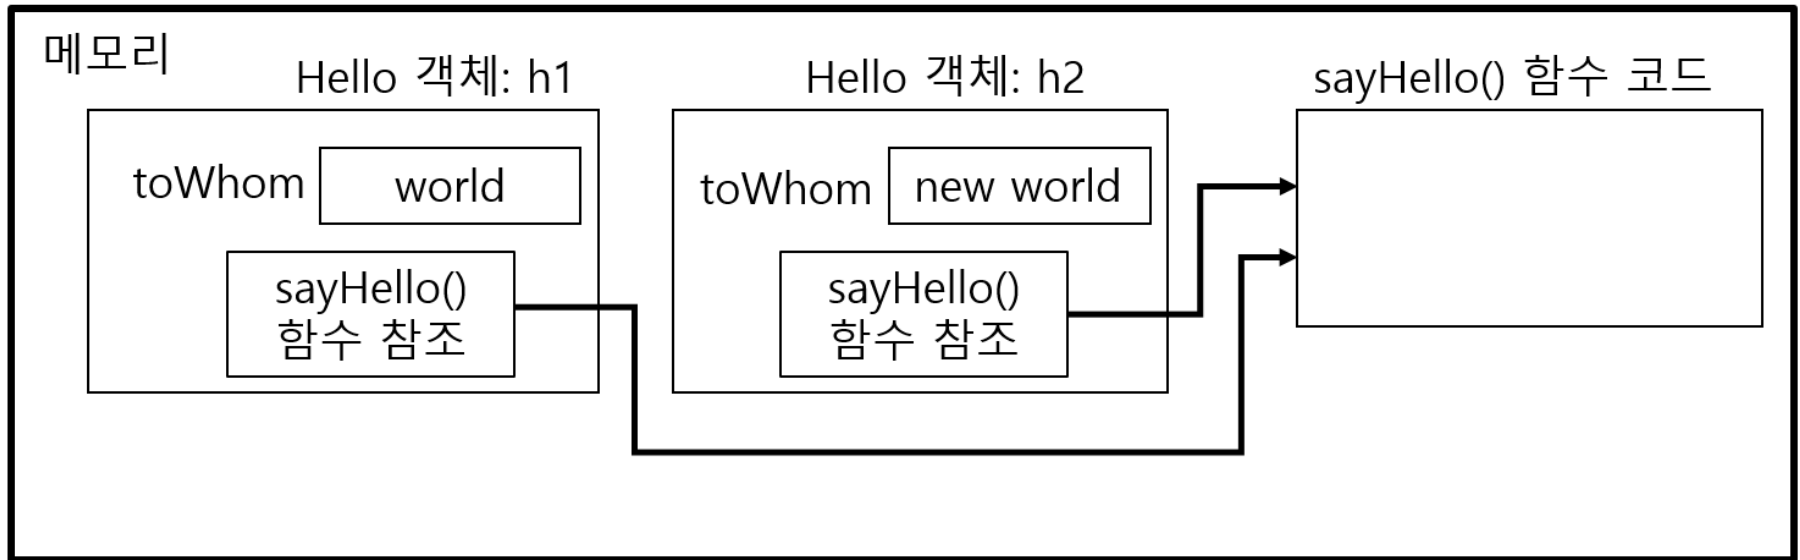 메모리
Hello 객체: h1
Hello 객체: h2
sayHello() 함수 코드
toWhom
world
toWhom
new world
sayHello()
함수 참조
sayHello()
함수 참조